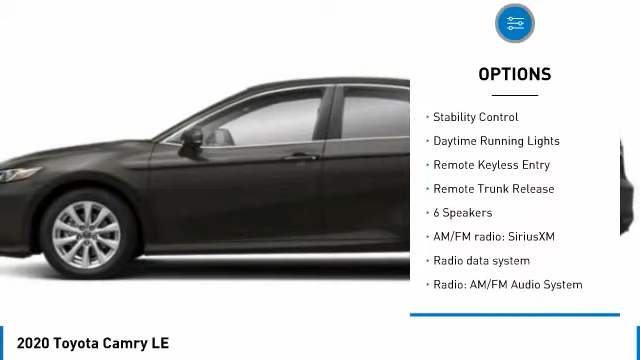 OPTIONS
Stability Control
Daytime Running Lights
Remote Keyless Entry
Remote Trunk Release
6 Speakers
AM/FM radio: SiriusXM
Radio data system
Radio: AM/FM Audio System
2020 Toyota Camry LE